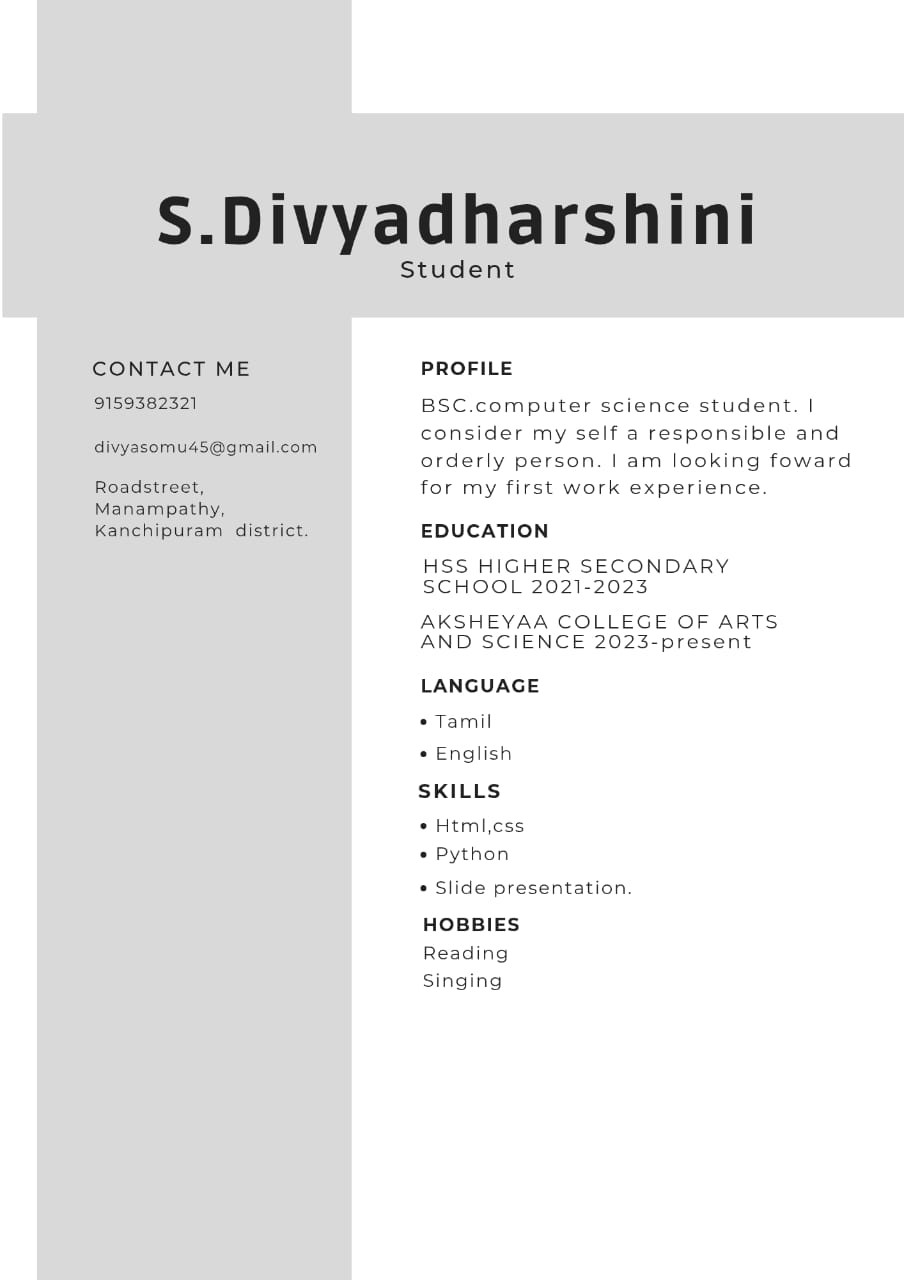 S.Divyadharshini
Student
CONTACT ME
9159382321
divyasomu45@gmail.com
Roadstreet,
Manampathy,
Kanchipuram district.
PROFILE
BSC.computer science student. I
consider my self a responsible and
orderly person. I am looking foward
for my first work experience.
EDUCATION
HSS HIGHER SECONDARY
SCHOOL 2021-2023
AKSHEYAA COLLEGE OF ARTS
AND SCIENCE 2023-present
LANGUAGE
• Tamil
• English
SKILLS
• Html,css
• Python
• Slide presentation.
HOBBIES
Reading
Singing